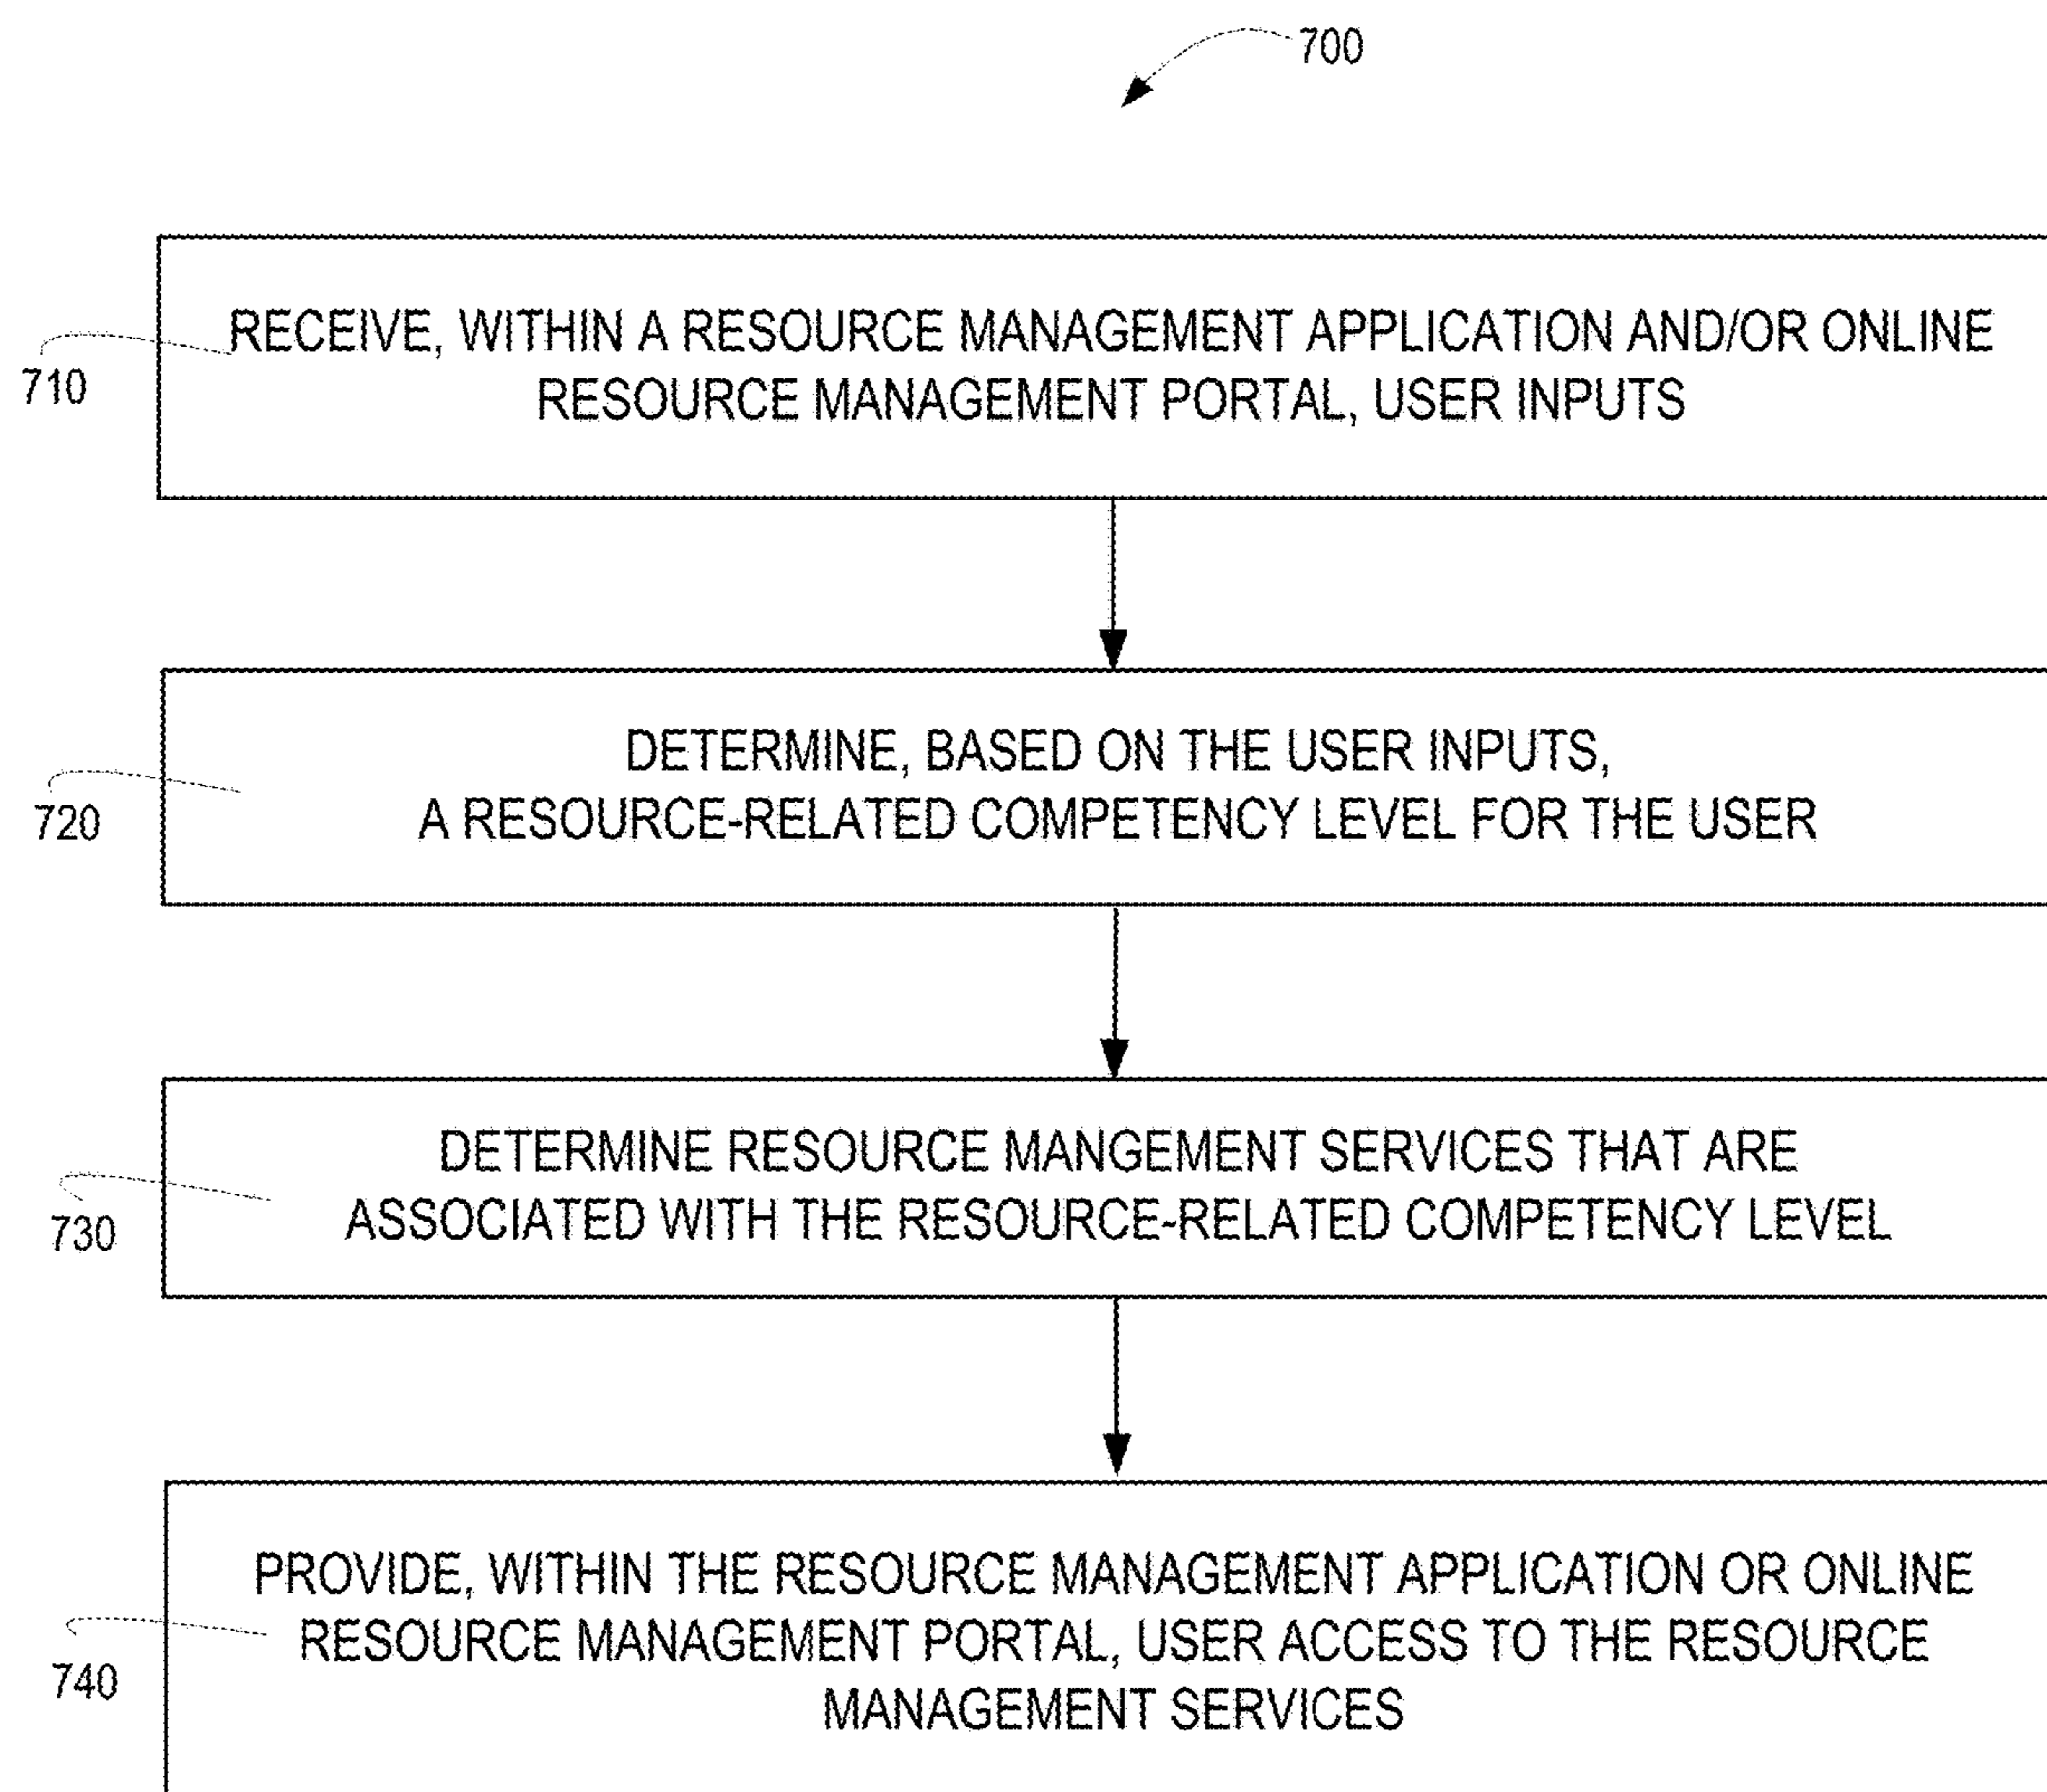 700
RECEIVE, WITHIN A RESOURCE MANAGEMENT APPLICATION AND/OR ONLINE
RESOURCE MANAGEMENT PORTAL, USER INPUTS
710
DETERMINE, BASED ON THE USER INPUTS,
A RESOURCE-RELATED COMPETENCY LEVEL FOR THE USER
720
DETERMINE RESOURCE MANGEMENT SERVICES THAT ARE
ASSOCIATED WITH THE RESOURCE-RELATED COMPETENCY LEVEL
730
PROVIDE, WITHIN THE RESOURCE MANAGEMENT APPLICATION OR ONLINE
RESOURCE MANAGEMENT PORTAL, USER ACCESS TO THE RESOURCE
MANAGEMENT SERVICES
740